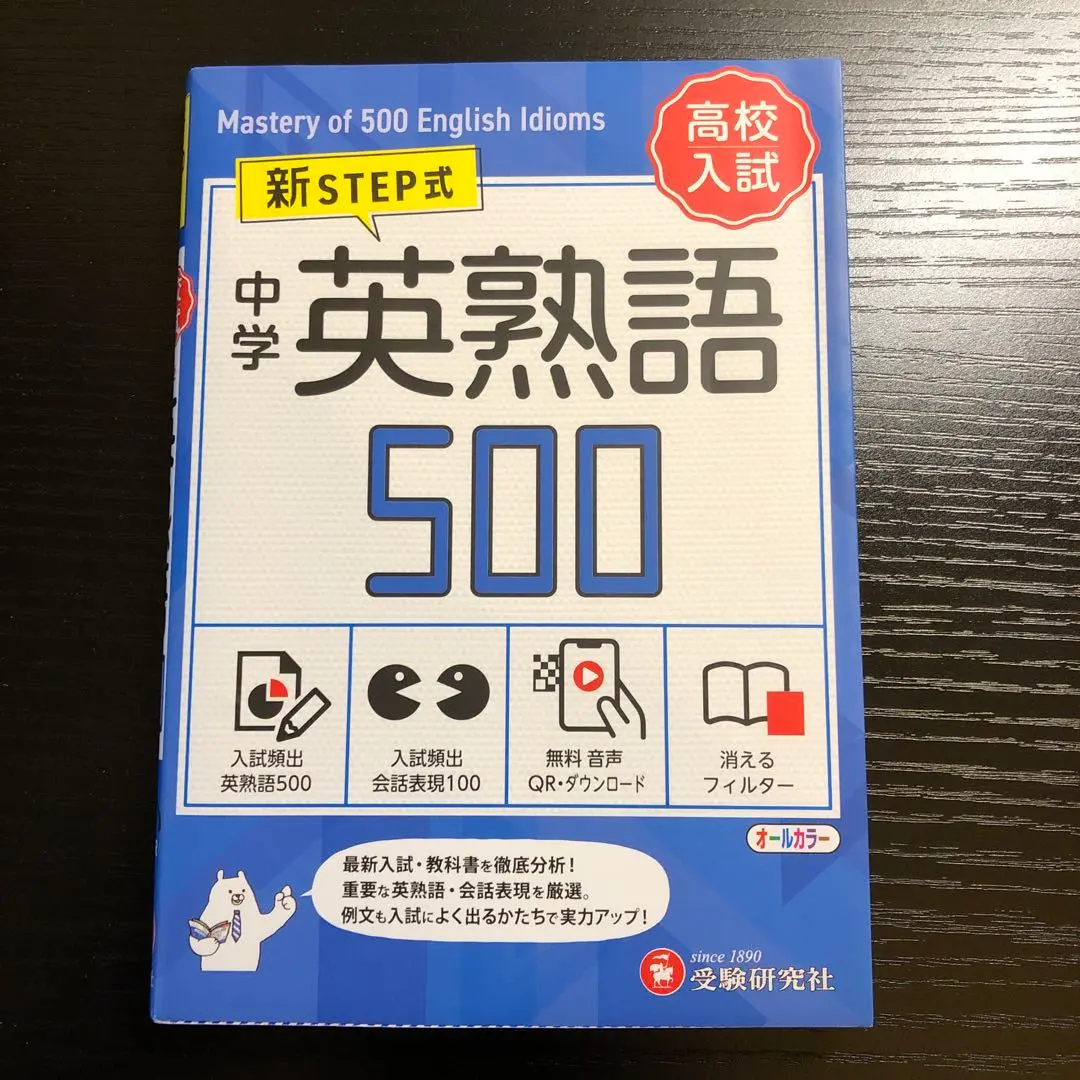 Mastery of 500 English Idioms
高校
入試
新STEP式
中学
英熟語
500
入試頻出
英熟語500
入試頻出
会話表現100
無料 音声
QR・ダウンロード
消える
フィルター
オールカラー
最新入試・教科書を徹底分析!
重要な英熟語・会話表現を厳選。
例文も入試によく出るかたちで実力アップ!
since 1890
受験研究社